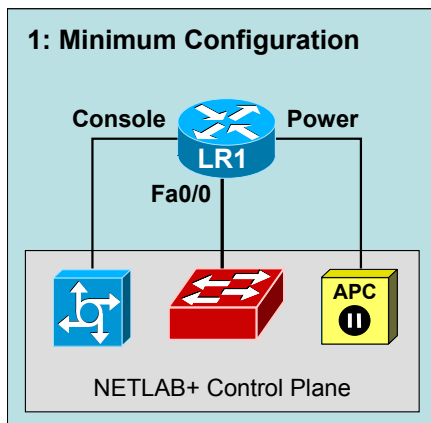 1: Minimum Configuration
Console
Power
LR1
Fa0/0
APC
NETLAB+ Control Plane